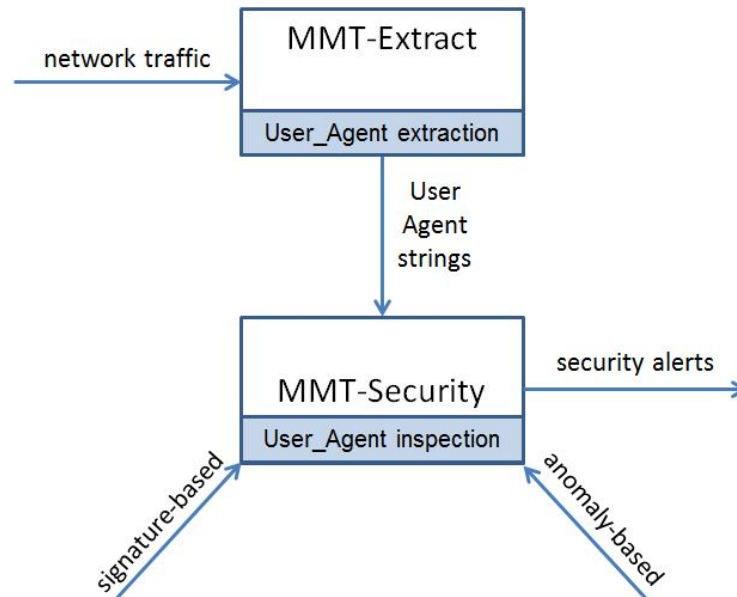 MMT-Extract
network traffic
User_Agent extraction
User
Agent
strings
security alerts
MMT-Security
User_Agent inspection
signature-based
anomaly-based